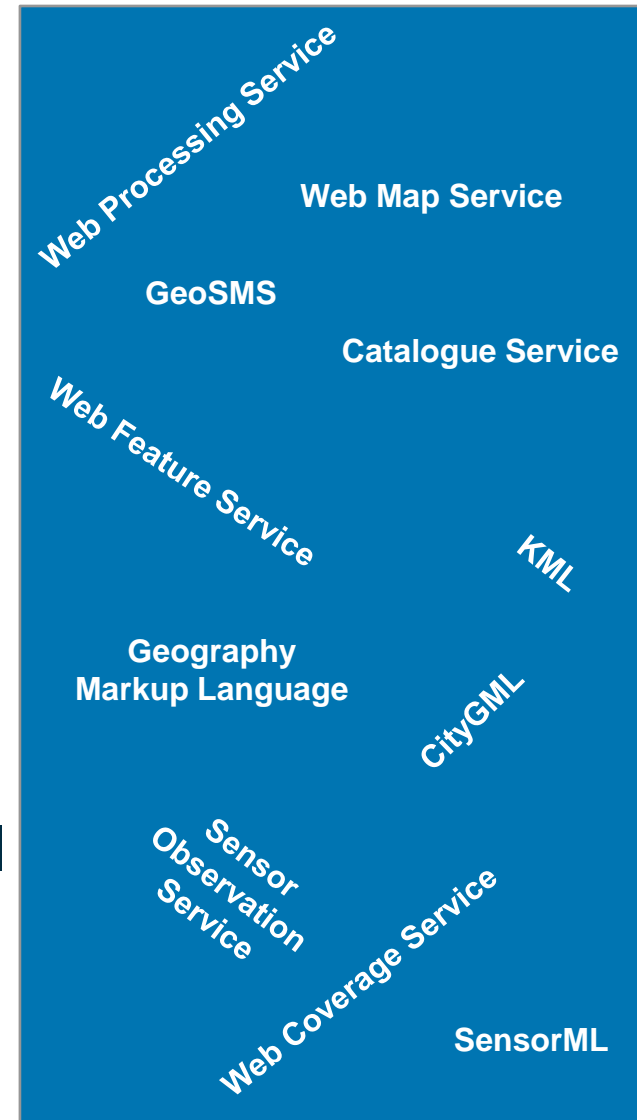 Web Processing Service
Web Map Service
GeoSMS
Catalogue Service
Web Feature Service
KML
Geography
Markup Language
CityGML
Sensor
Observation
Service
Web Coverage Service
SensorML